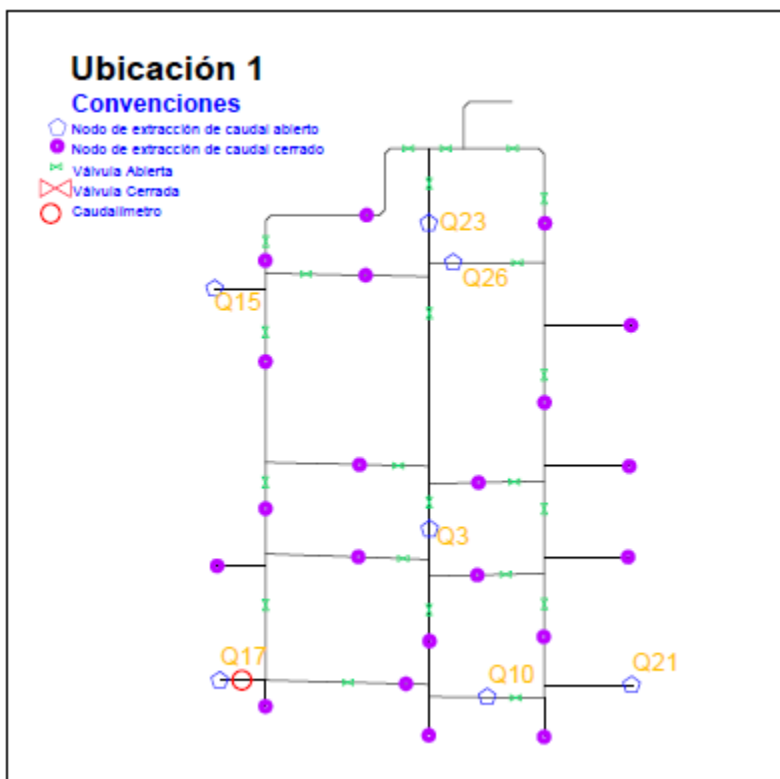 Ubicación 1
Convenciones
Nodo de extracción de caudal abierto
Nodo de extracción de caudal cerrado
Válvula Abierta
Válvula Cerrada
Caudalímetro
Q23
Q26
Q15
Q3
Q17
Q10
Q21